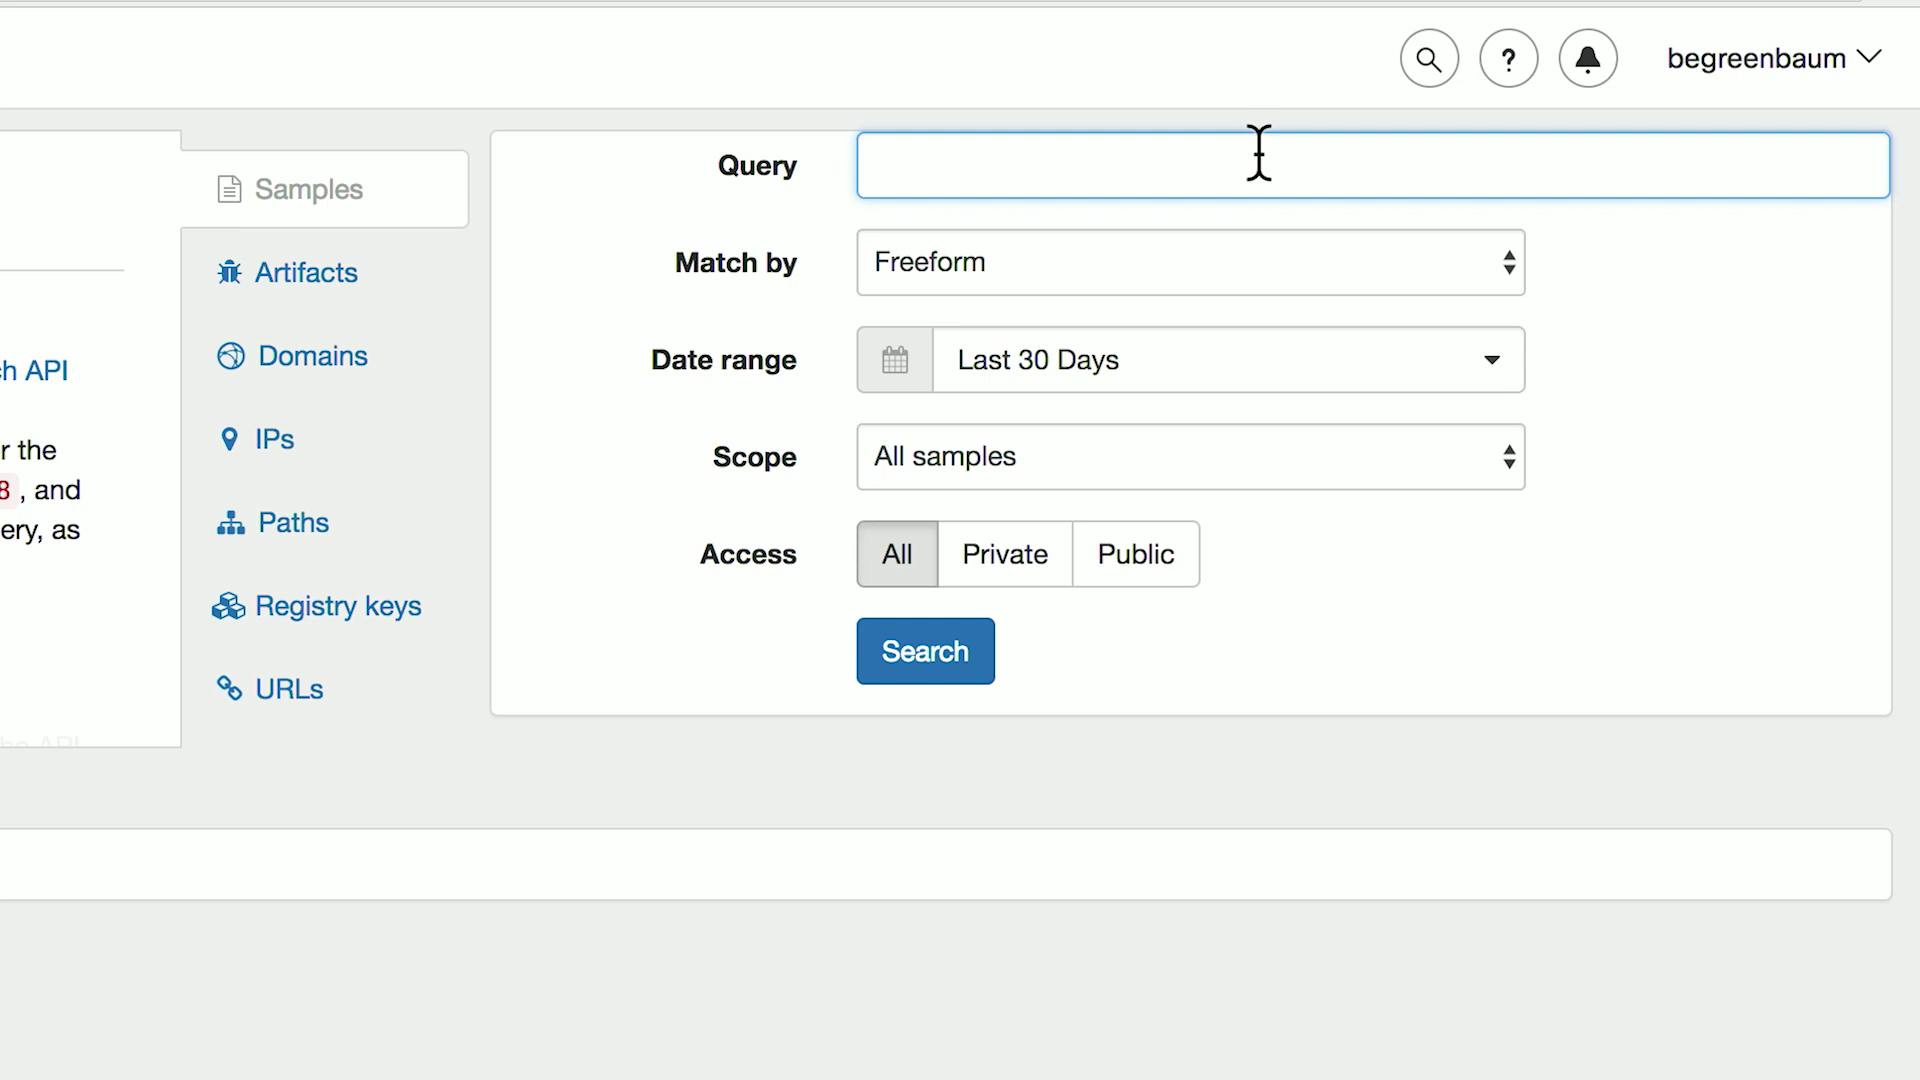 ?
begreenbaum
Query
Samples
Match by
Freeform
Artifacts
Date range
Last 30 Days
Domains
h API
IPs
r the
Scope
All samples
8 , and
Paths
ery, as
Access
All
Private
Public
Registry keys
Search
URLs